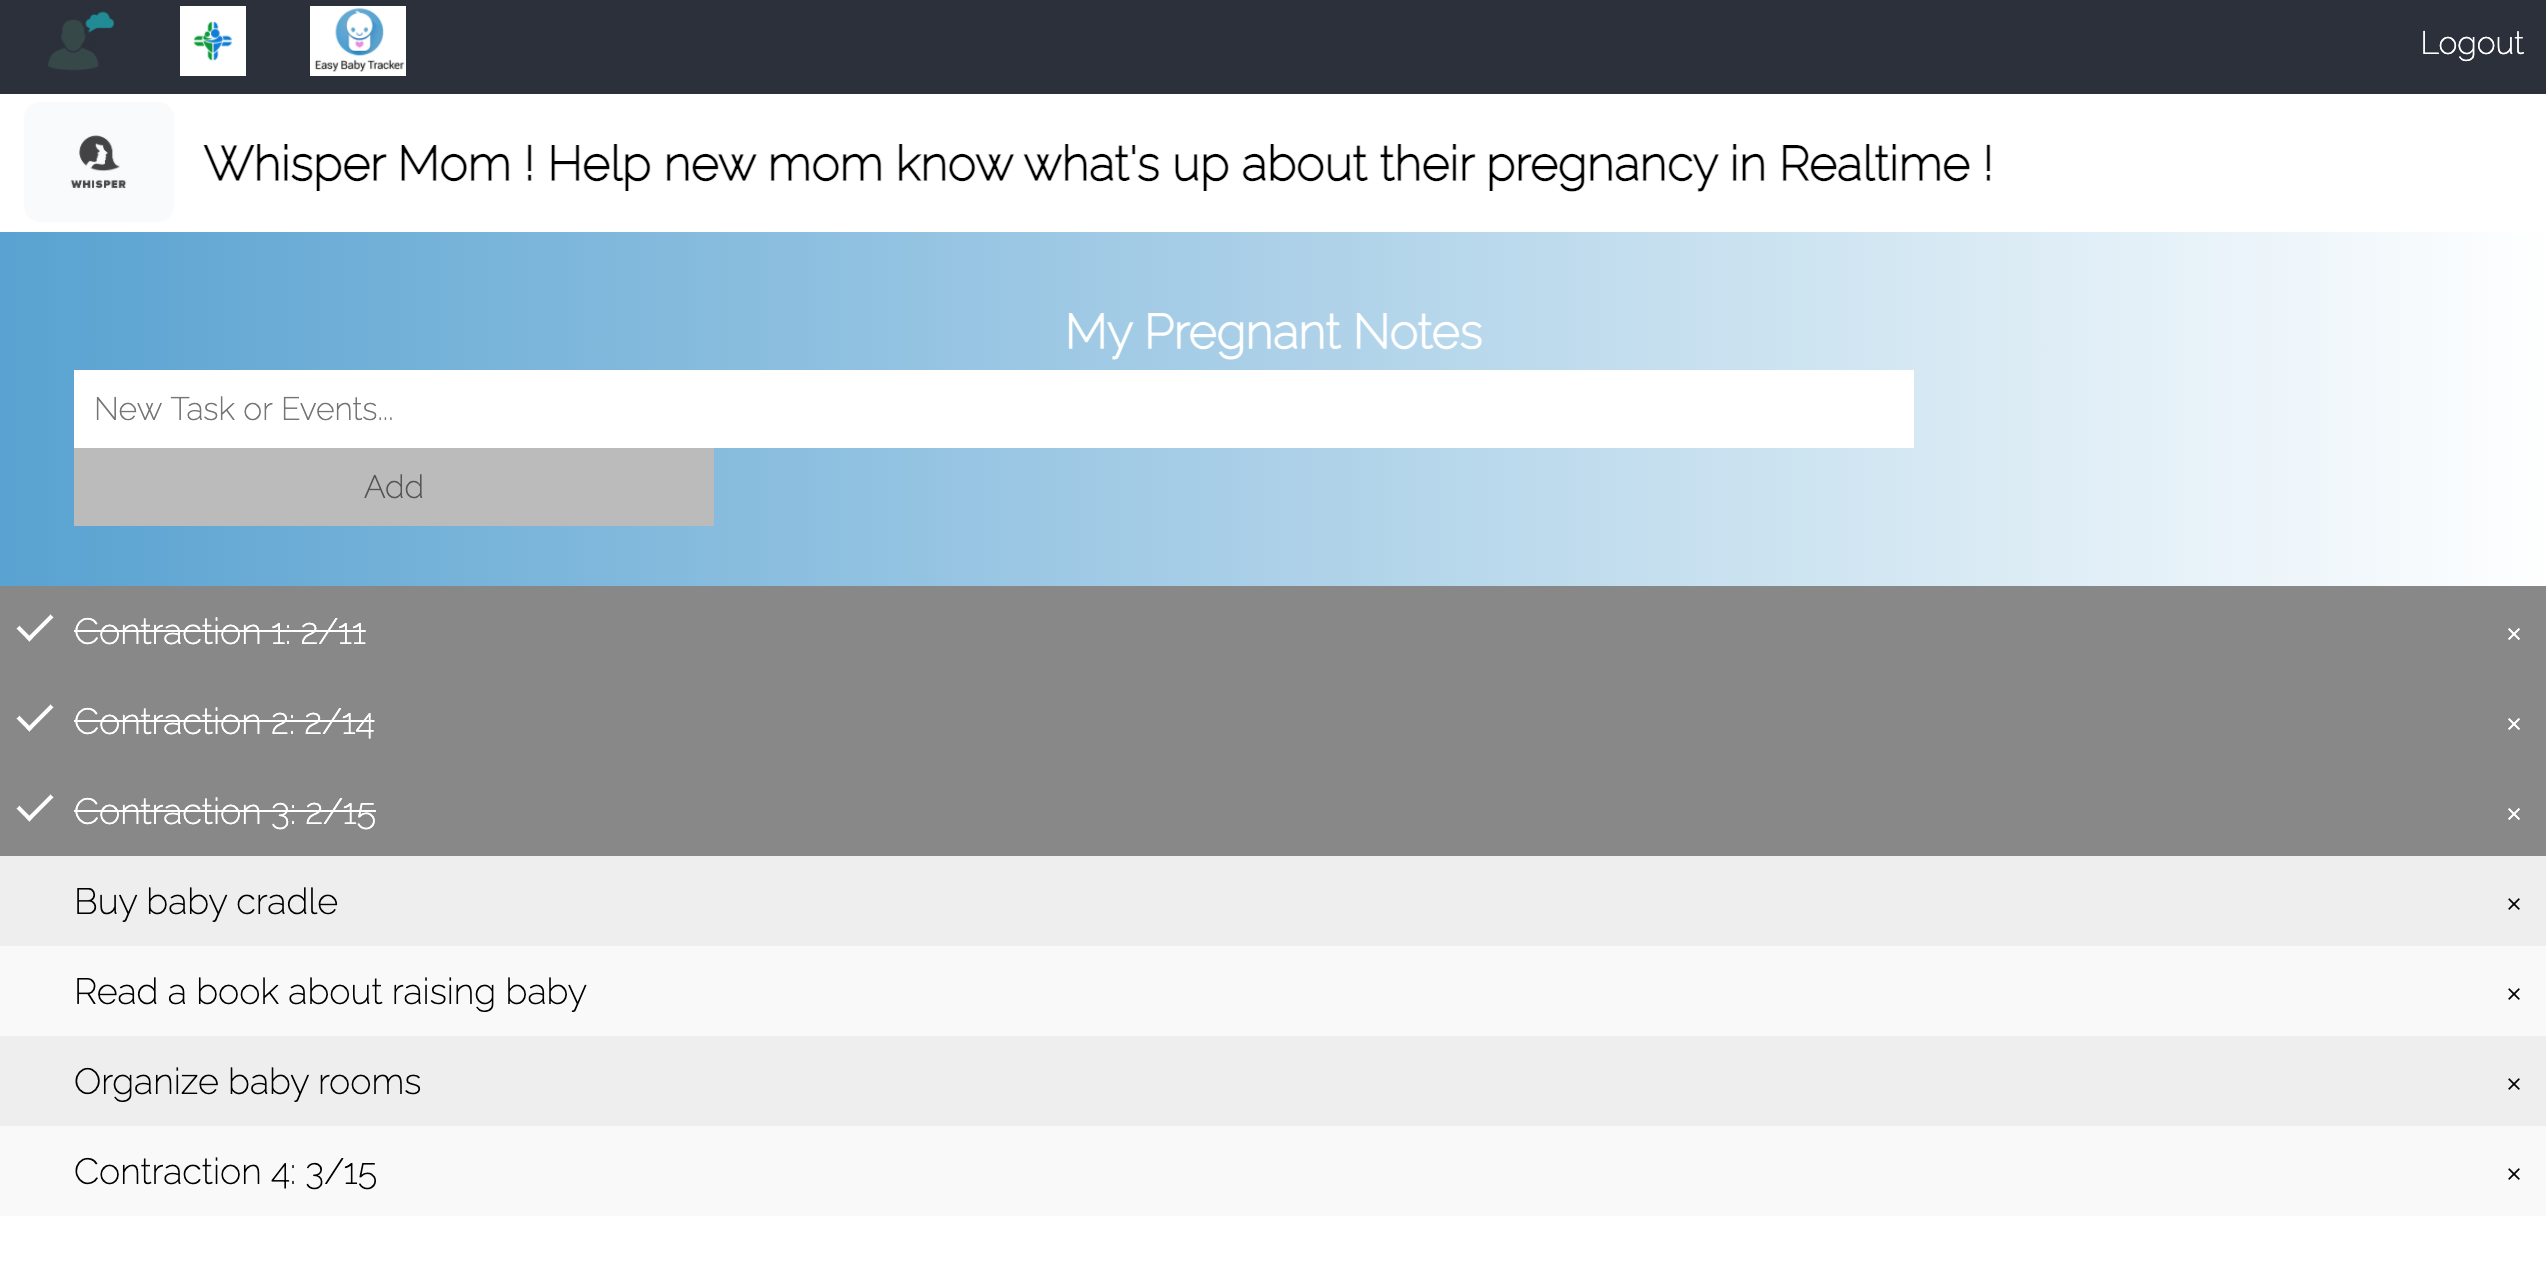 Easy Baby Tracker
Logout
WHISPER
Whisper Mom ! Help new mom know what's up about their pregnancy in Realtime !
My Pregnant Notes
New Task or Events...
Add
Contraction 1: 2/11
×
Contraction 2: 2/14
×
Contraction 3: 2/15
×
Buy baby cradle
×
Read a book about raising baby
×
Organize baby rooms
×
Contraction 4: 3/15
×